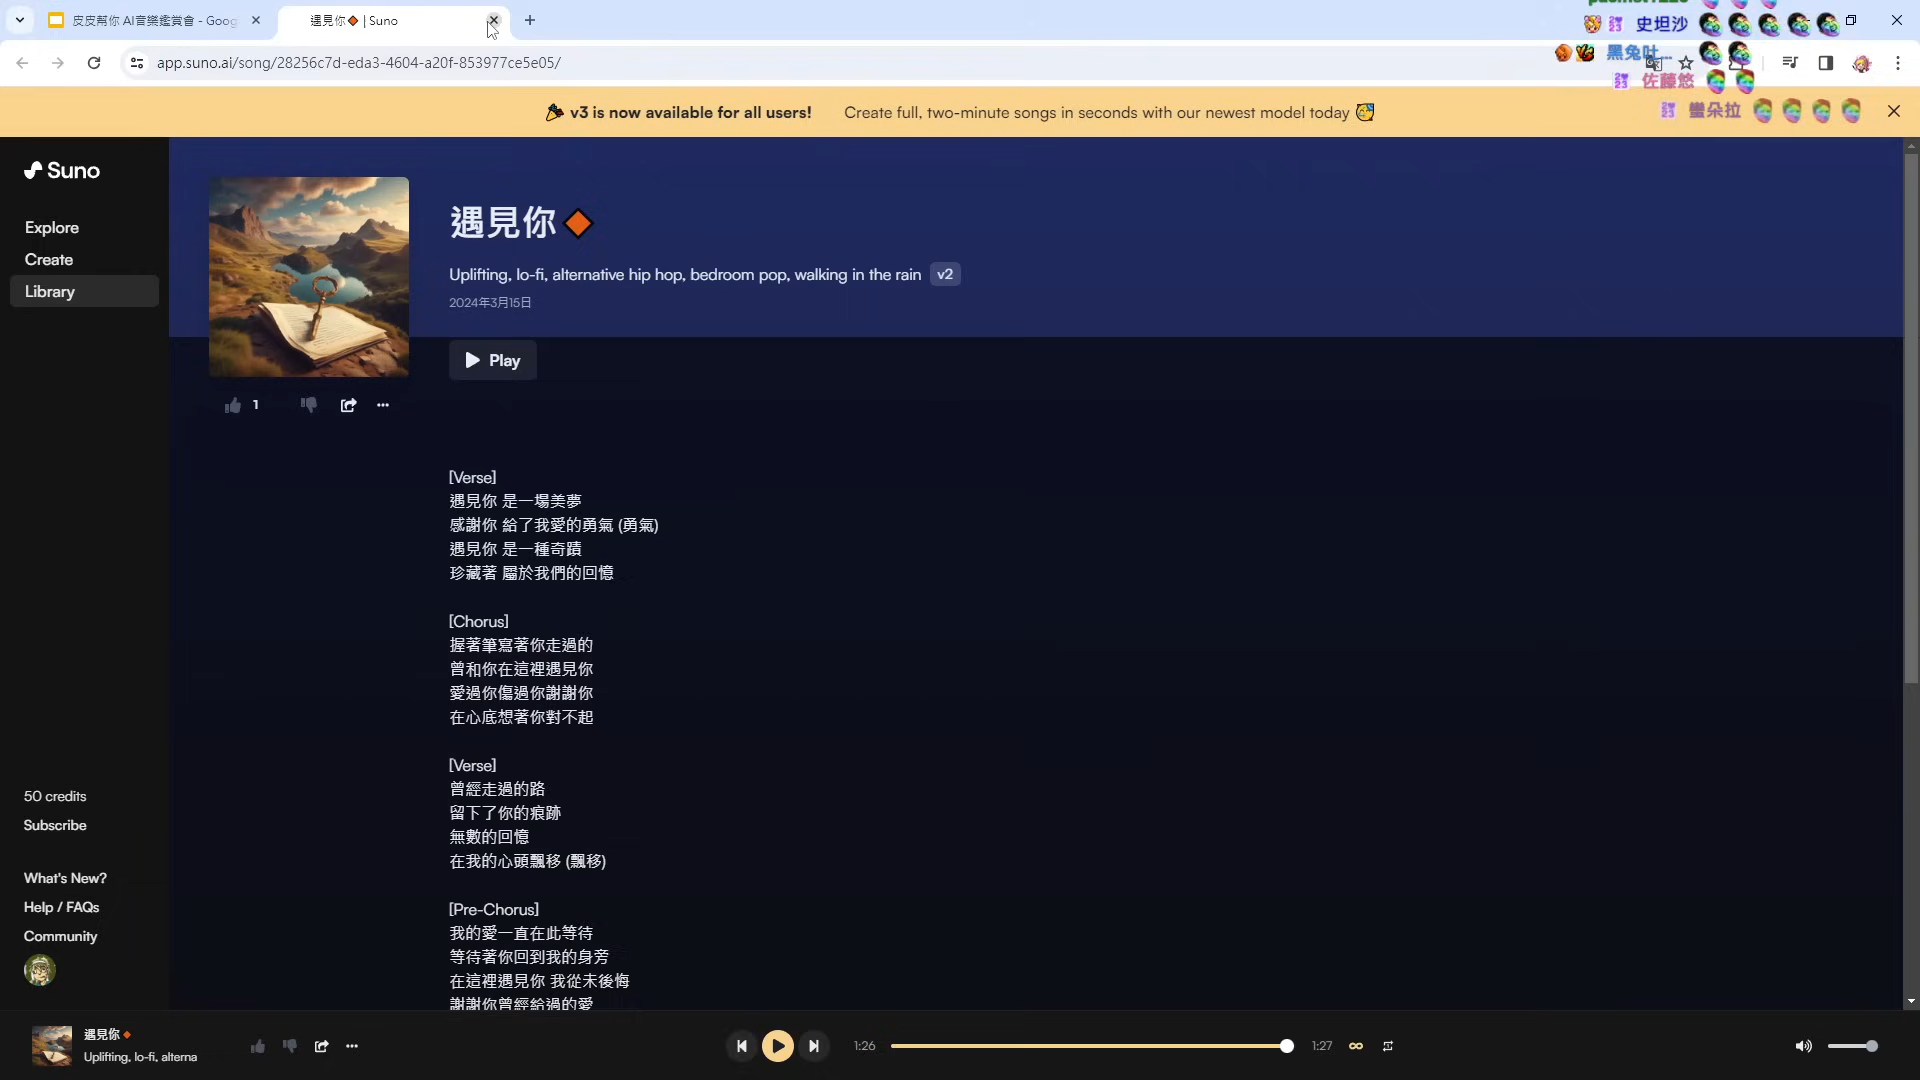 皮皮幫你 AI音樂鑑賞會 - Goog
遇見你🔶 | Suno
史坦沙
app.suno.ai/song/28256c7d-eda3-4604-a20f-853977ce5e05/
黑兔吐...
佐藤悠
v3 is now available for all users!
Create full, two-minute songs in seconds with our newest model today
蠻朵拉
Suno
Explore
Create
Library
遇見你🔶
Uplifting, lo-fi, alternative hip hop, bedroom pop, walking in the rain v2
2024年3月15日
Play
1
[Verse]
遇見你 是一場美夢
感謝你 給了我愛的勇氣 (勇氣)
遇見你 是一種奇蹟
珍藏著 屬於我們的回憶
[Chorus]
握著筆寫著你走過的
曾和你在這裡遇見你
愛過你傷過你謝謝你
在心底想著你對不起
[Verse]
曾經走過的路
留下了你的痕跡
無數的回憶
在我的心頭飄移 (飄移)
[Pre-Chorus]
我的愛一直在此等待
等待著你回到我的身旁
在這裡遇見你 我從未後悔
謝謝你曾經給過的愛
50 credits
Subscribe
What's New?
Help / FAQs
Community
遇見你🔶
Uplifting, lo-fi, alterna
1:26
1:27